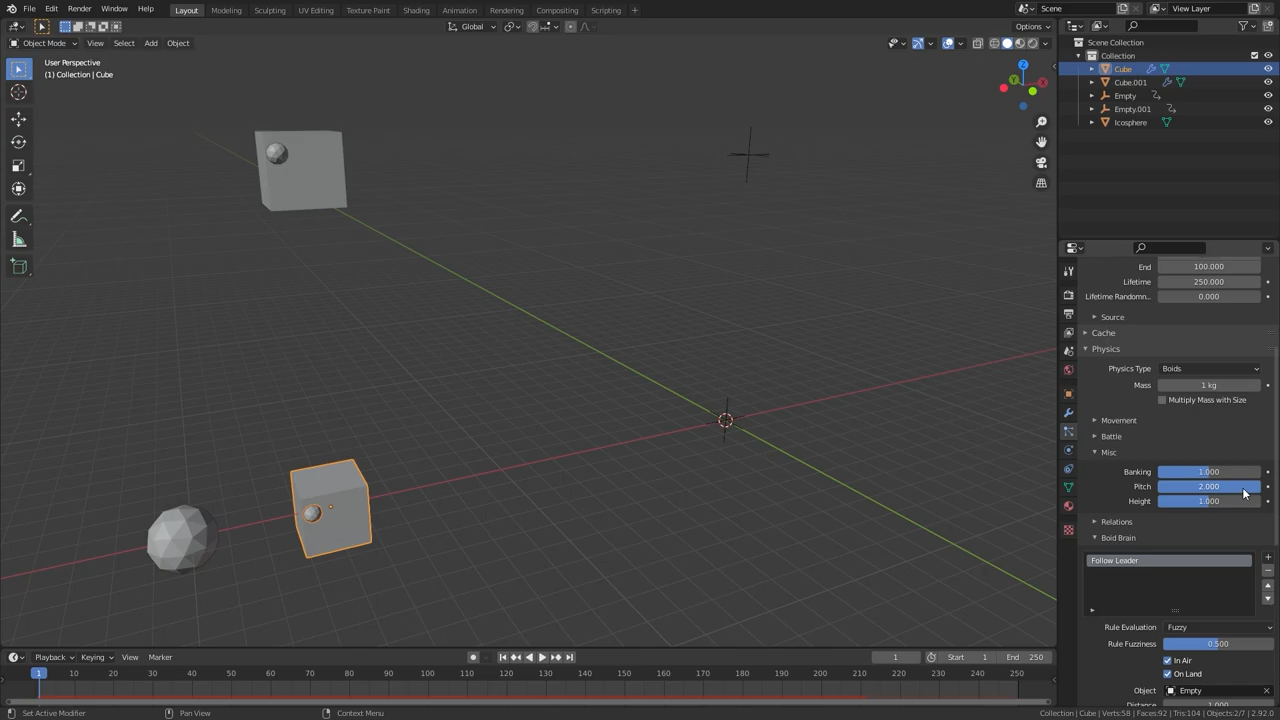 File Edit Render Window Help Layout Modeling Sculpting UV Editing Texture Paint Shading Animation Rendering Compositing Scripting + Scene View Layer
Global Options
Object Mode View Select Add Object
User Perspective
(1) Collection | Cube
Z
Y
X
Scene Collection
Collection
Cube
Cube.001
Empty
Empty.001
Icosphere
End 100.000
Lifetime 250.000
Lifetime Randomn.. 0.000
Source
Cache
Physics
Physics Type Boids
Mass 1 kg
Multiply Mass with Size
Movement
Battle
Misc
Banking 1.000
Pitch 2.000
Height 1.000
Relations
Boid Brain
Follow Leader
Rule Evaluation Fuzzy
Rule Fuzziness 0.500
In Air
On Land
Object Empty
Distance 1.000
Playback Keying View Marker 1 Start 1 End 250
1 10 20 30 40 50 60 70 80 90 100 110 120 130 140 150 160 170 180 190 200 210 220 230 240 250
Set Active Modifier Pan View Context Menu Collection | Cube | Verts:58 | Faces:92 | Tris:104 | Objects:2/7 | 2.92.0